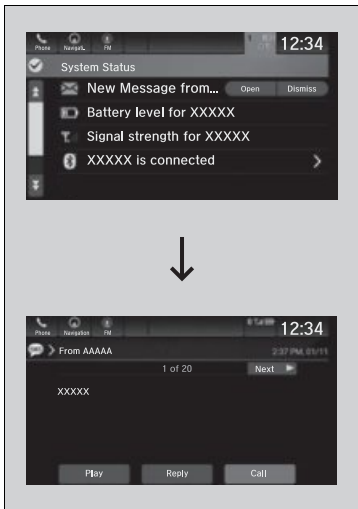 Phone Navigati.. FM 12:34
System Status
New Message from... Open Dismiss
Battery level for XXXXX
Signal strength for XXXXX
XXXXX is connected
Phone Navigation FM 12:34
From AAAAA 2:37 PM, 01/11
1 of 20 Next
XXXXX
Play Reply Call